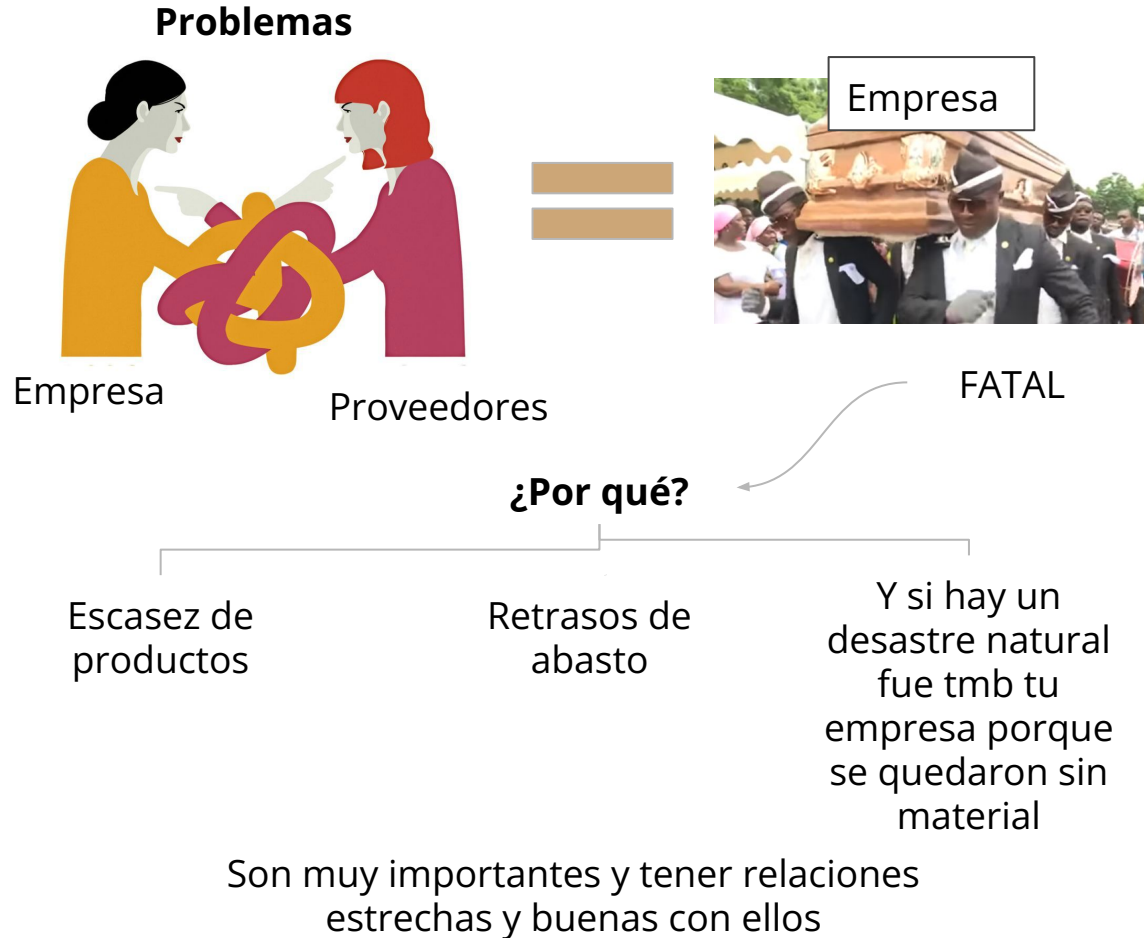 Problemas
Empresa
Empresa
Proveedores
FATAL
¿Por qué?
Escasez de
productos
Retrasos de
abasto
Y si hay un
desastre natural
fue tmb tu
empresa porque
se quedaron sin
material
Son muy importantes y tener relaciones
estrechas y buenas con ellos